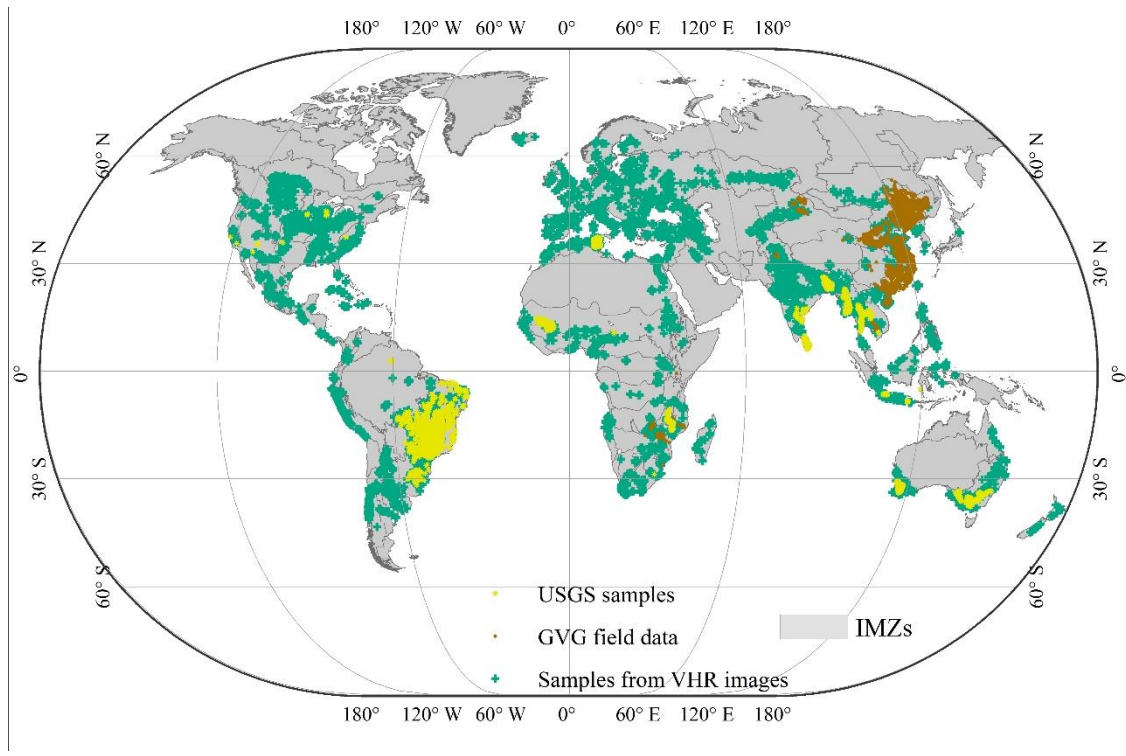 180° 120° W 60° W 0° 60° E 120° E 180°
60° N 60° N
30° N 30° N
0° 0°
30° S 30° S
60° S 60° S
USGS samples
GVG field data IMZs
Samples from VHR images
180° 120° W 60° W 0° 60° E 120° E 180°